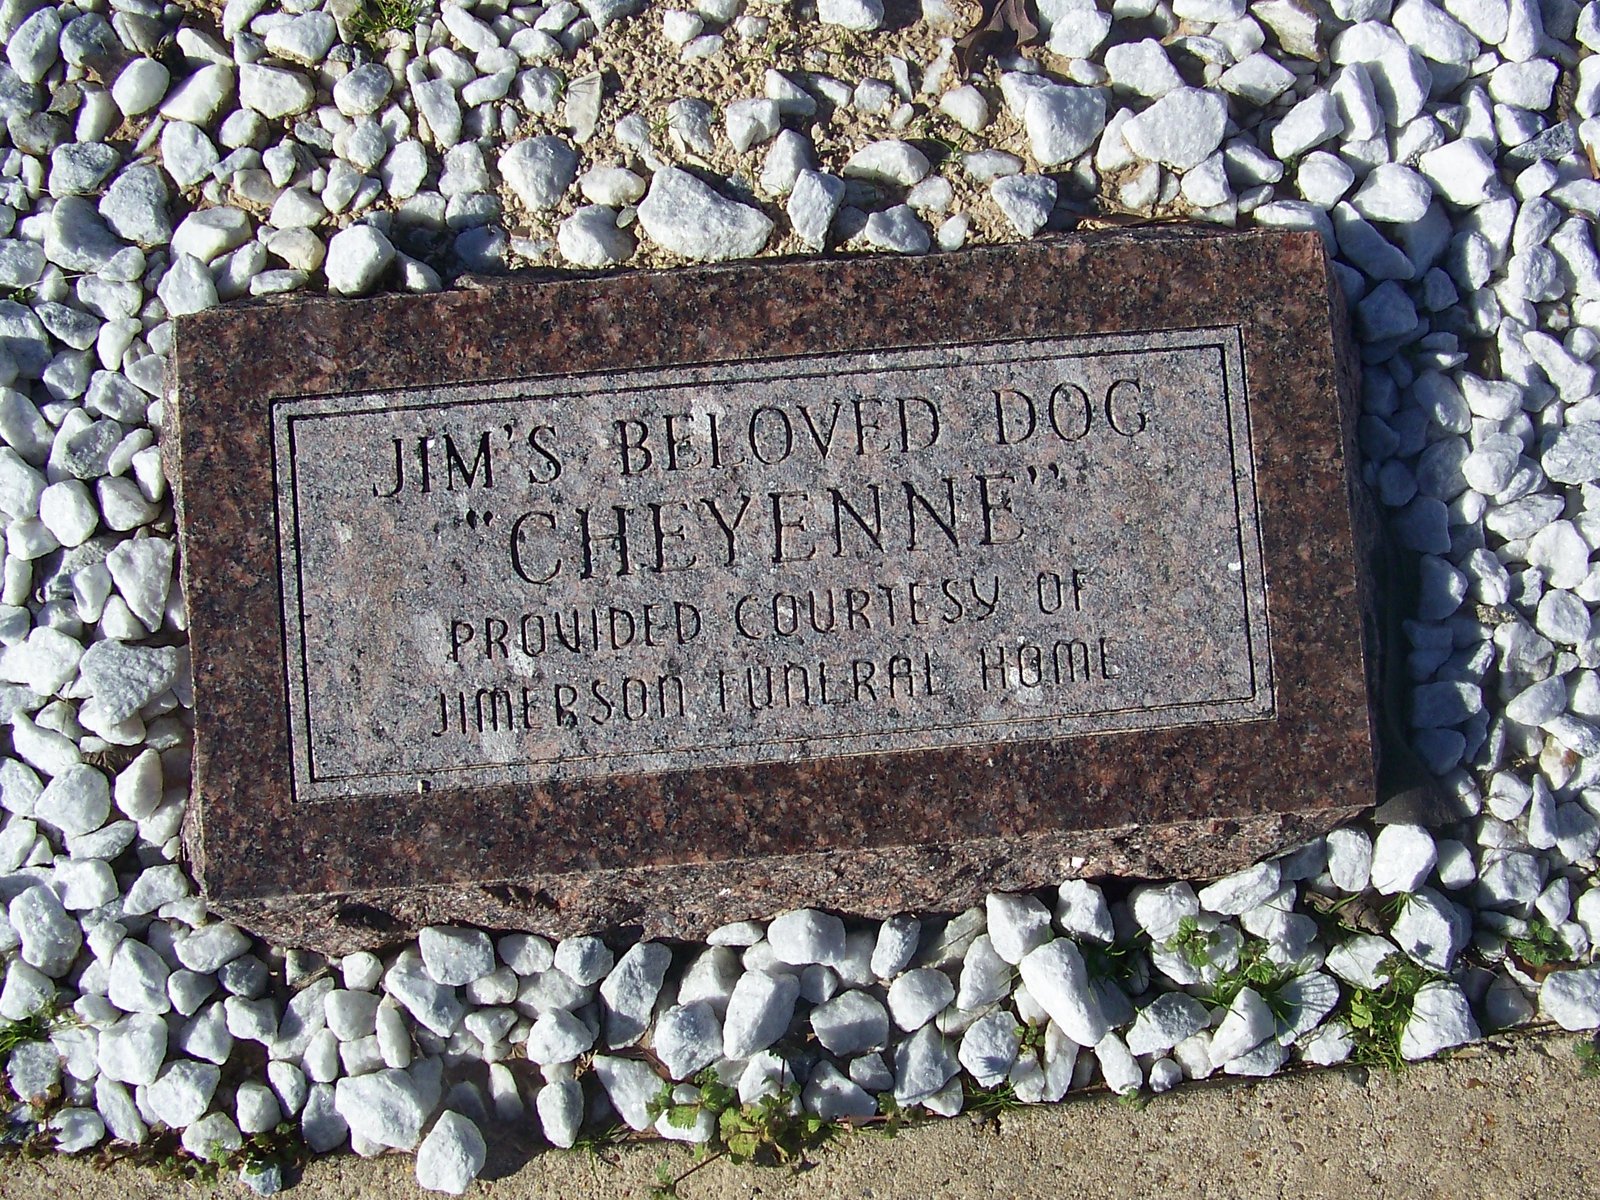 JIM'S BELOVED DOG
"CHEYENNE"
PROVIDED COURTESY OF
JIMERSON FUNERAL HOME